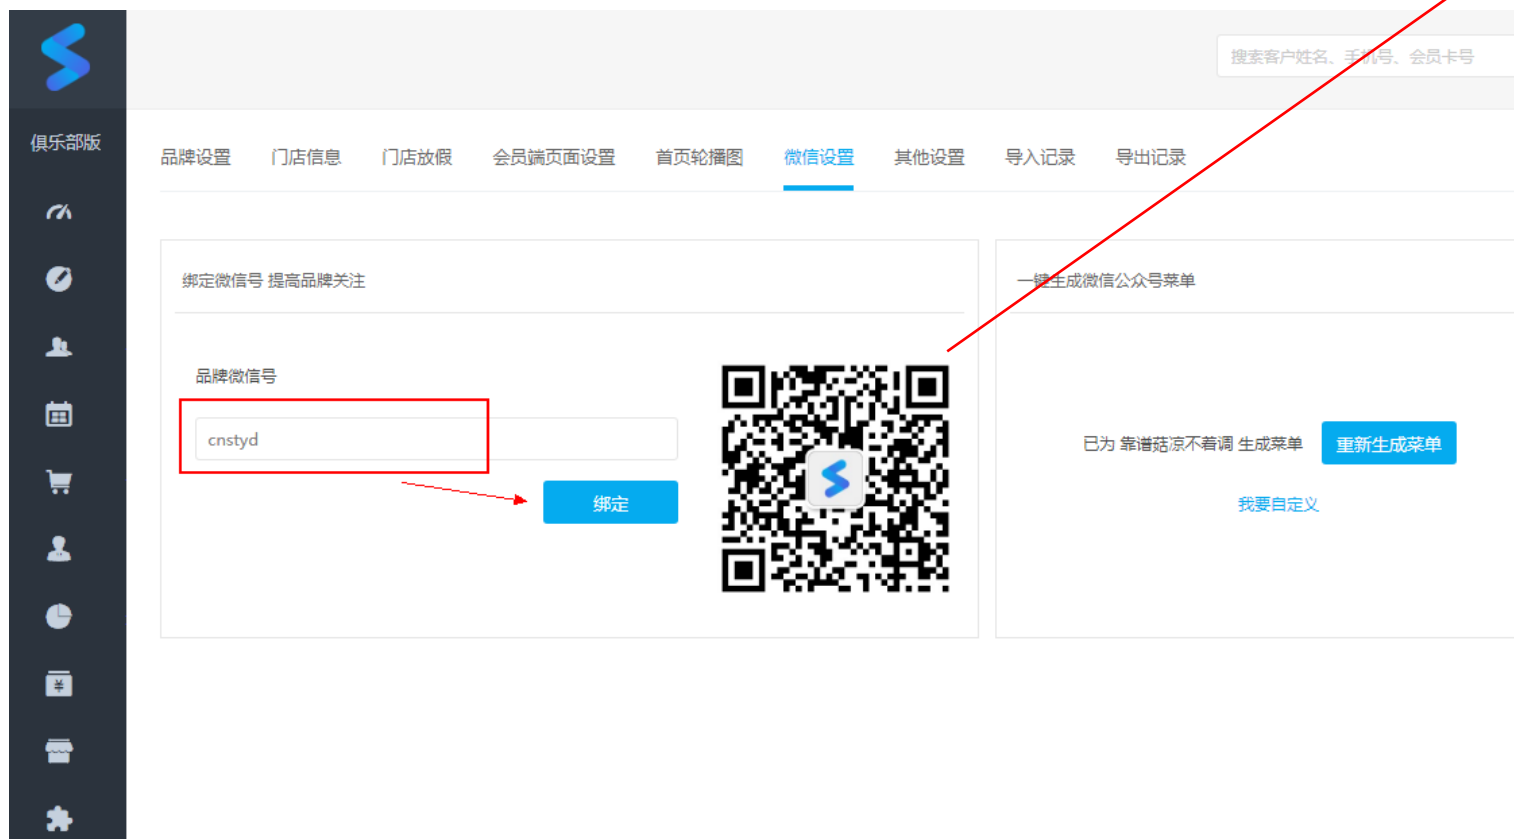 搜索客户姓名、手机号、会员卡号
俱乐部版
品牌设置 门店信息 门店放假 会员端页面设置 首页轮播图 微信设置 其他设置 导入记录 导出记录
绑定微信号 提高品牌关注
一键生成微信公众号菜单
品牌微信号
cnstyd
绑定
已为 靠谱菇凉不着调 生成菜单 重新生成菜单
我要自定义
¥